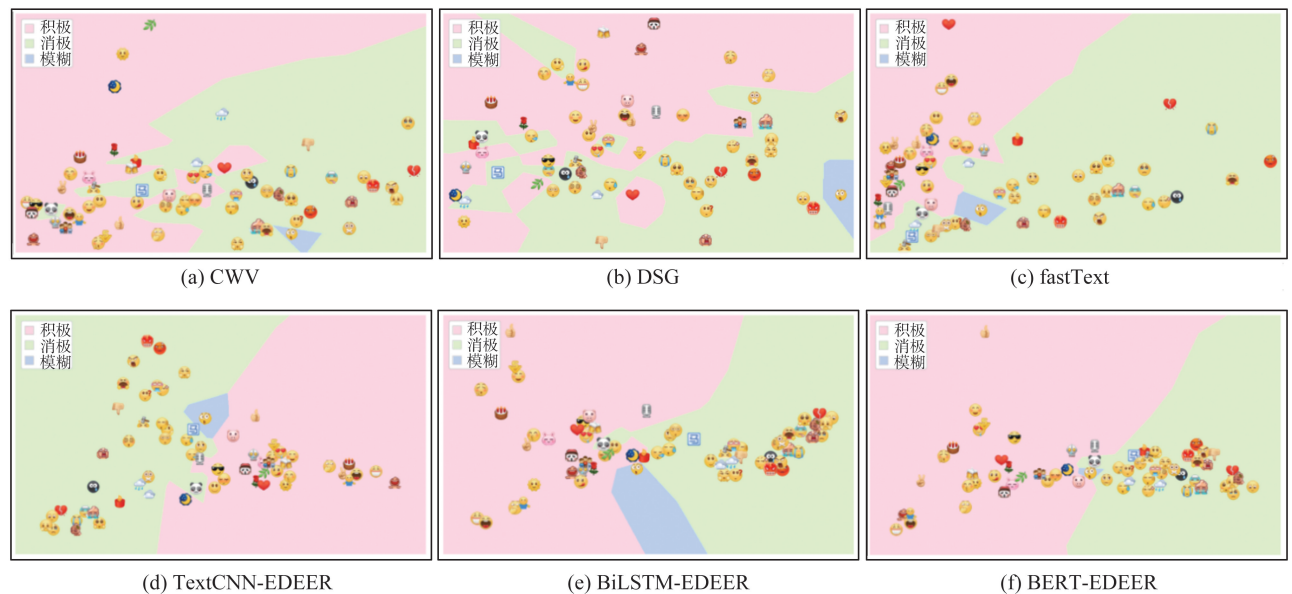 积极
消极
模糊
积极
消极
模糊
积极
消极
模糊
(a) CWV
(b) DSG
(c) fastText
积极
消极
模糊
积极
消极
模糊
积极
消极
模糊
(d) TextCNN-EDEER
(e) BiLSTM-EDEER
(f) BERT-EDEER